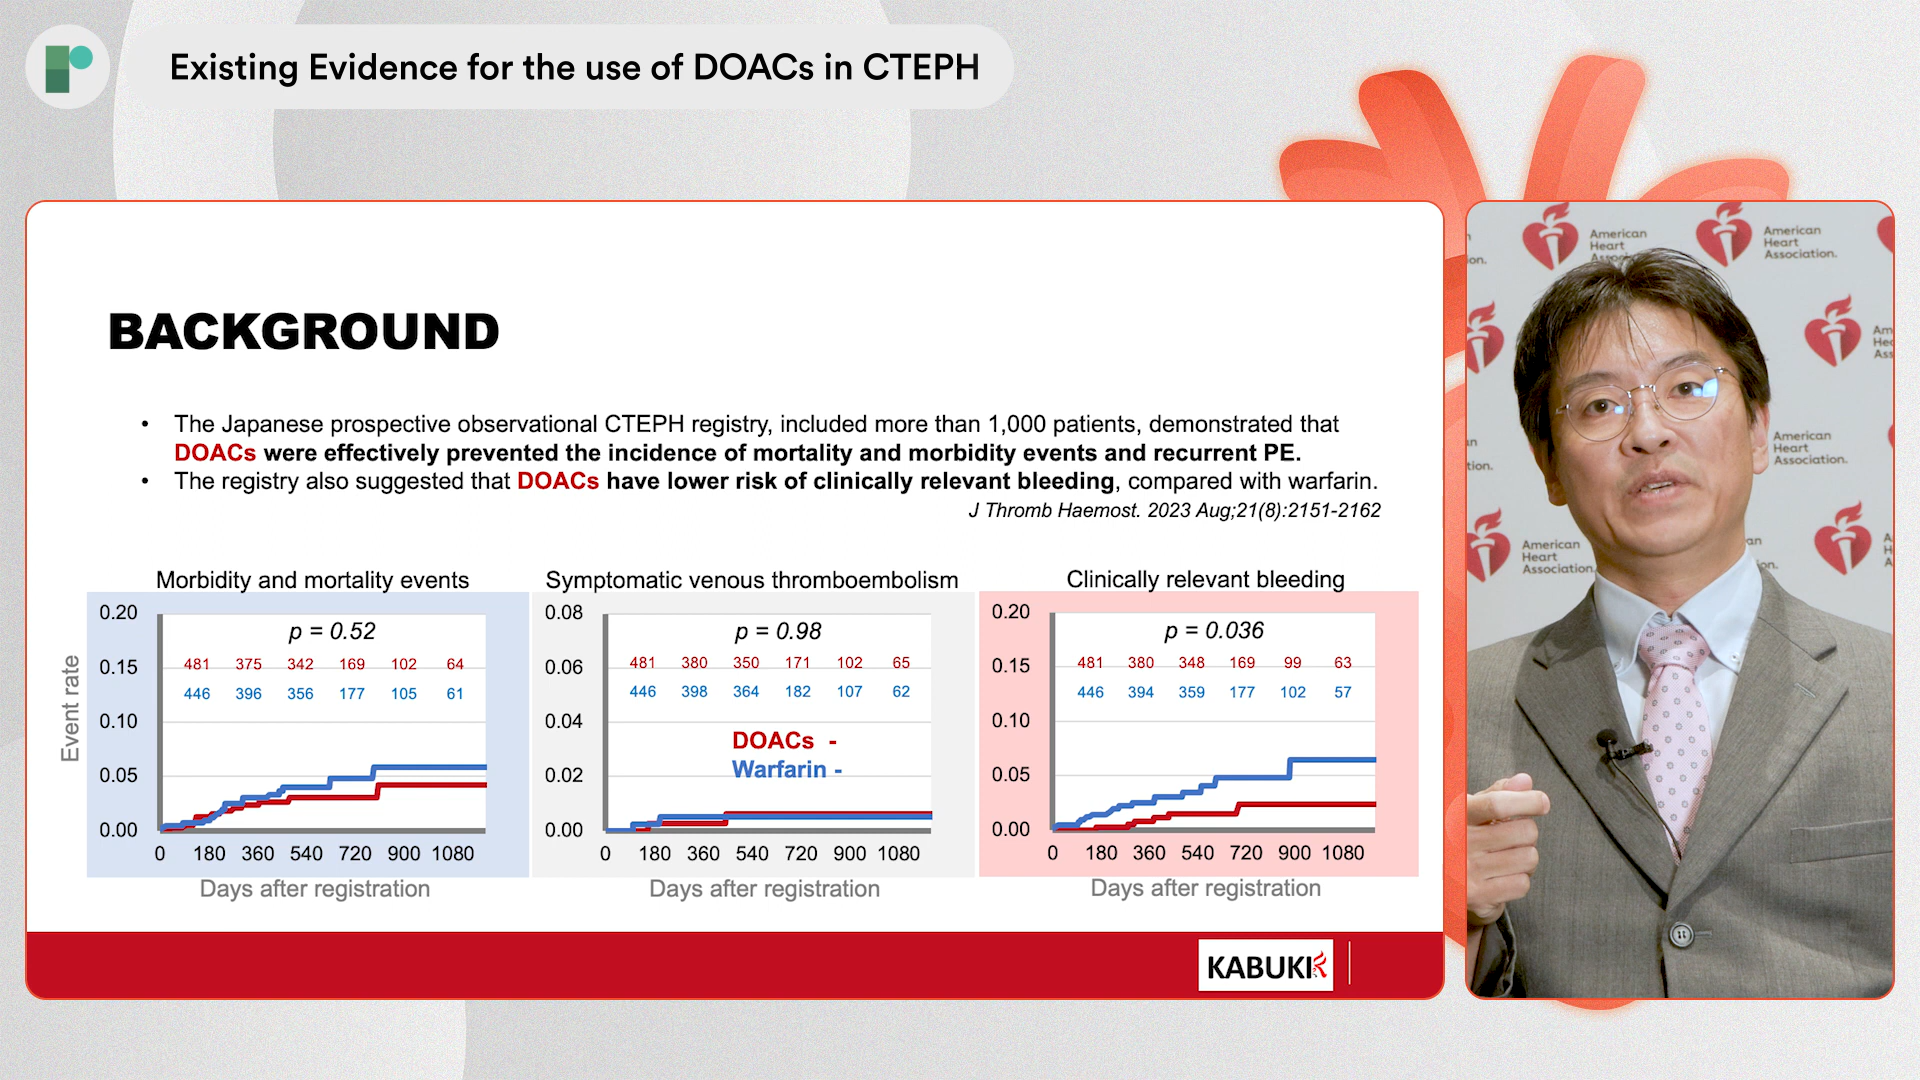 Existing Evidence for the use of DOACs in CTEPH
BACKGROUND
• The Japanese prospective observational CTEPH registry, included more than 1,000 patients, demonstrated that
DOACs were effectively prevented the incidence of mortality and morbidity events and recurrent PE.
• The registry also suggested that DOACs have lower risk of clinically relevant bleeding, compared with warfarin.
J Thromb Haemost. 2023 Aug;21(8):2151-2162
Morbidity and mortality events
Event rate
0.20
0.15
0.10
0.05
0.00
p = 0.52
481 375 342 169 102 64
446 396 356 177 105 61
0 180 360 540 720 900 1080
Days after registration
Symptomatic venous thromboembolism
0.08
0.06
0.04
0.02
0.00
p = 0.98
481 380 350 171 102 65
446 398 364 182 107 62
DOACs -
Warfarin -
0 180 360 540 720 900 1080
Days after registration
Clinically relevant bleeding
0.20
0.15
0.10
0.05
0.00
p = 0.036
481 380 348 169 99 63
446 394 359 177 102 57
0 180 360 540 720 900 1080
Days after registration
KABUKI
American
Heart
American
Heart
Association.
American
Heart
Association.
American
Heart
Association.